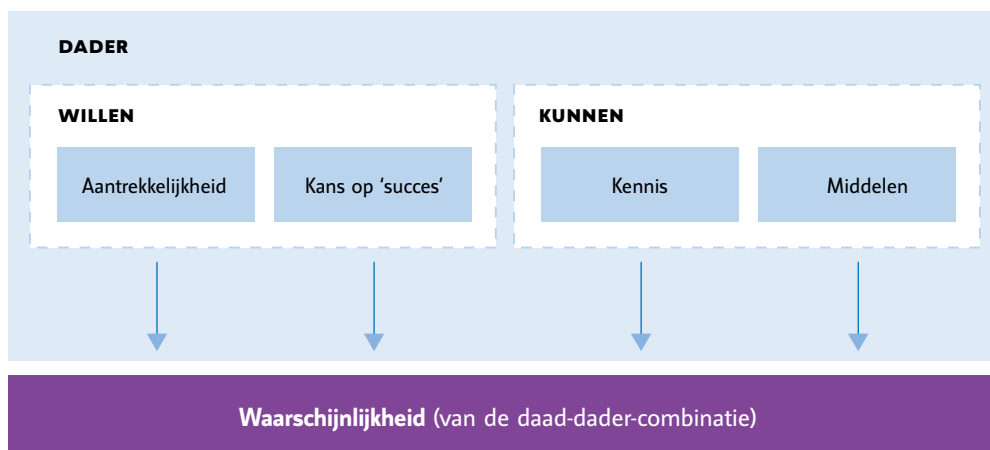 DADER
WILLEN
Aantrekkelijkheid
Kans op ‘succes’
KUNNEN
Kennis
Middelen
Waarschijnlijkheid (van de daad-dader-combinatie)